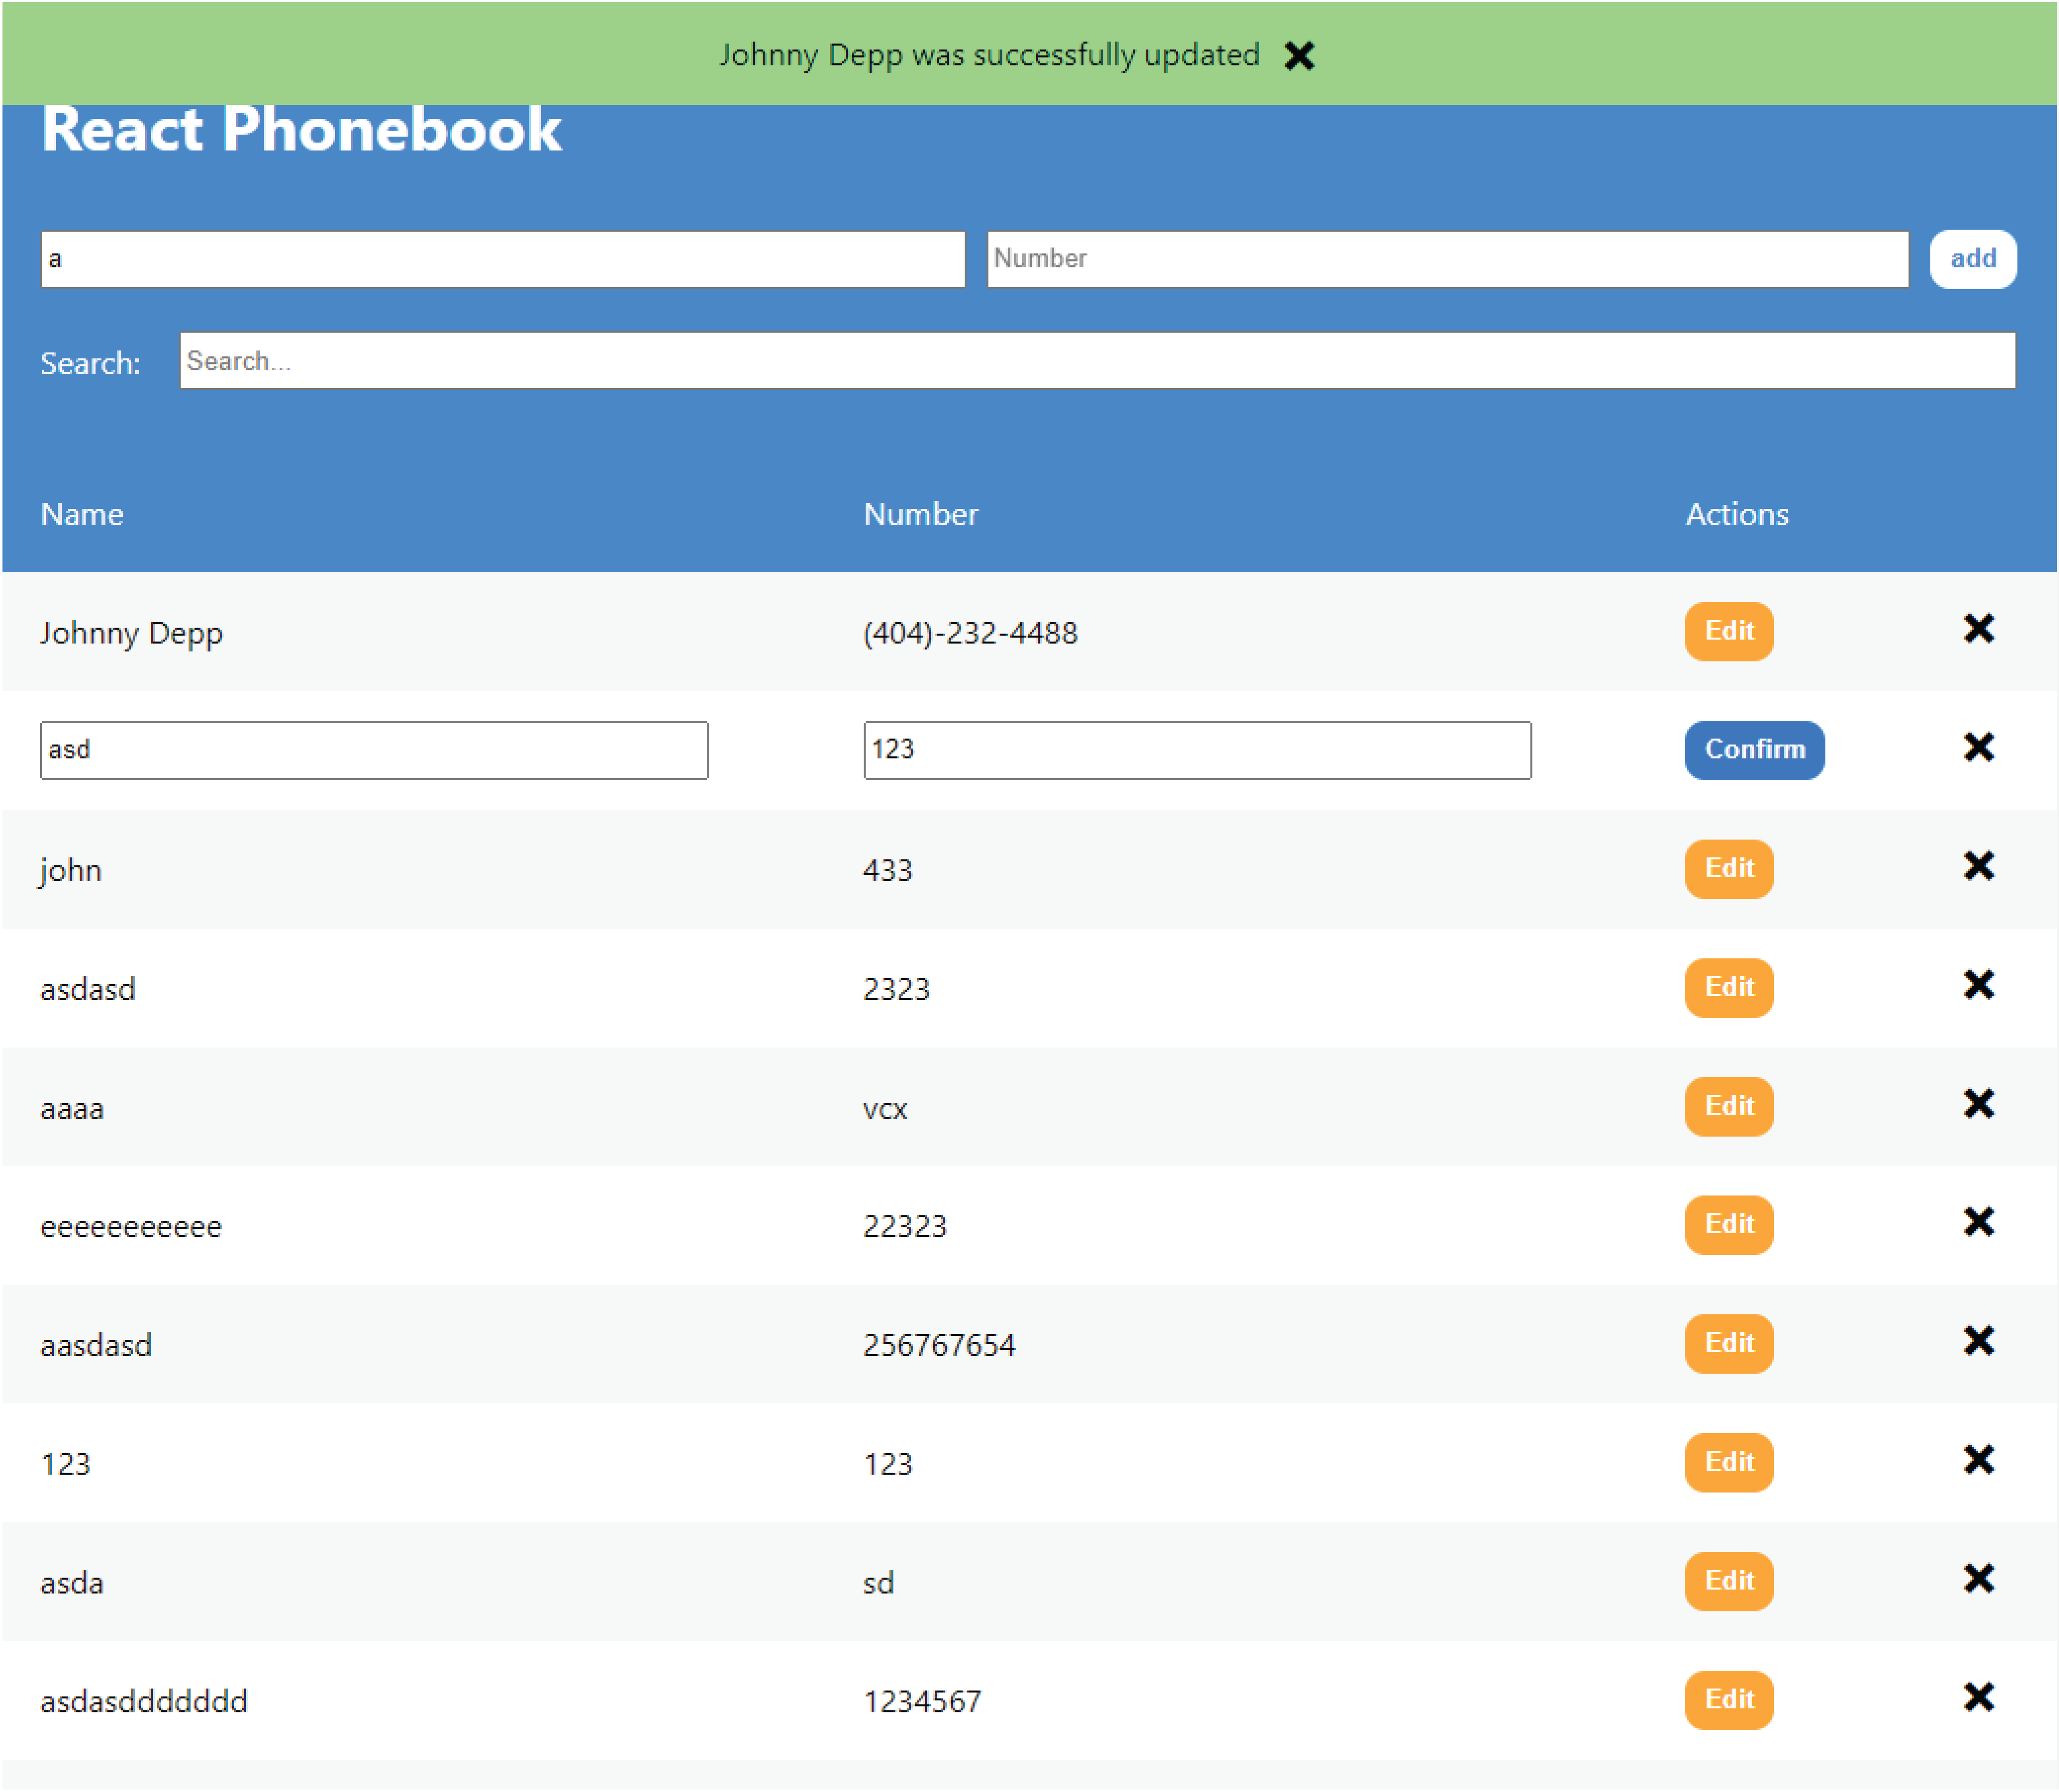 Johnny Depp was successfully updated
React Phonebook
a Number add
Search: Search...
Name Number Actions
Johnny Depp (404)-232-4488 Edit
asd 123 Confirm
john 433 Edit
asdasd 2323 Edit
aaaa vcx Edit
eeeeeeeeeee 22323 Edit
aasdasd 256767654 Edit
123 123 Edit
asda sd Edit
asdasddddddd 1234567 Edit